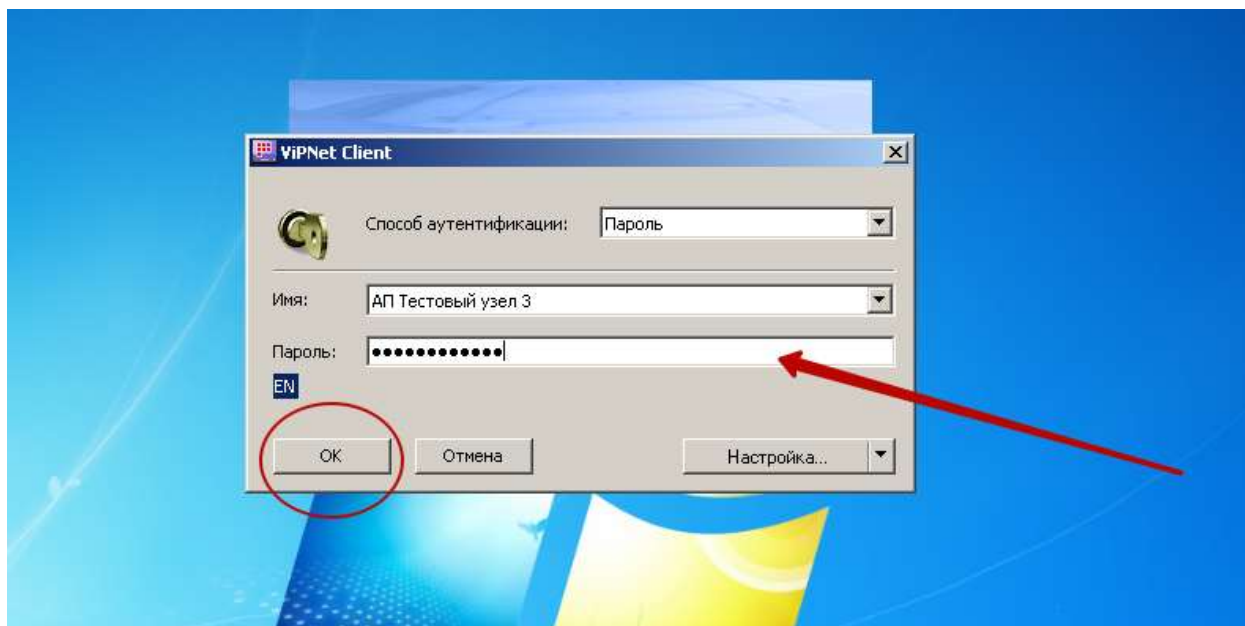 ViPNet Client
Способ аутентификации: Пароль
Имя: АП Тестовый узел 3
Пароль: ●●●●●●●●●●●●
EN
OK Отмена Настройка...